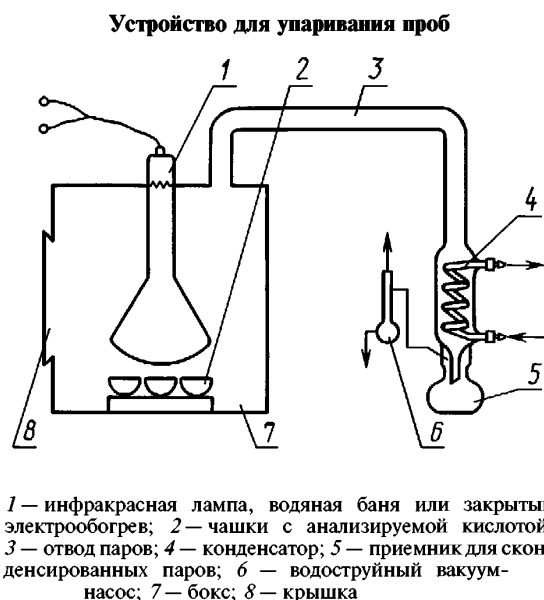 Устройство для упаривания проб
1 2 3
4
5
6
7
8
1 — инфракрасная лампа, водяная баня или закрыты
электрообогрев; 2 — чашки с анализируемой кислотой
3 — отвод паров; 4 — конденсатор; 5 — приемник для скон
денсированных паров; 6 — водоструйный вакуум-
насос; 7 — бокс; 8 — крышка